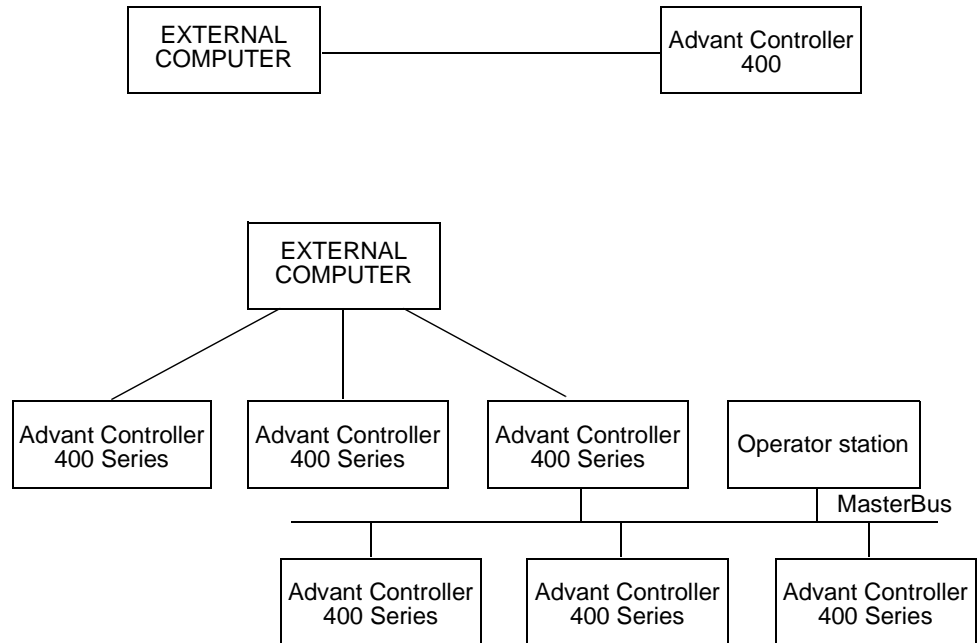 EXTERNAL
COMPUTER
Advant Controller
400
EXTERNAL
COMPUTER
Advant Controller
400 Series
Advant Controller
400 Series
Advant Controller
400 Series
Operator station
MasterBus
Advant Controller
400 Series
Advant Controller
400 Series
Advant Controller
400 Series